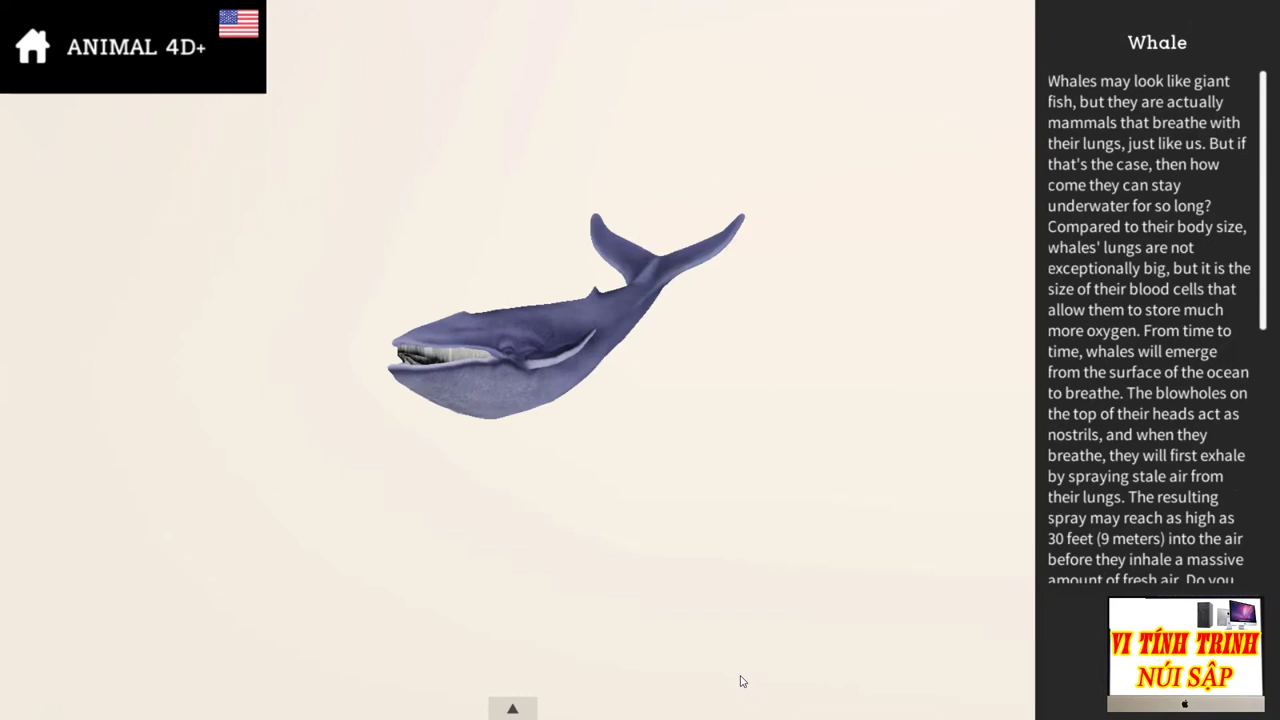 ANIMAL 4D+
Whale
Whales may look like giant
fish, but they are actually
mammals that breathe with
their lungs, just like us. But if
that's the case, then how
come they can stay
underwater for so long?
Compared to their body size,
whales' lungs are not
exceptionally big, but it is the
size of their blood cells that
allow them to store much
more oxygen. From time to
time, whales will emerge
from the surface of the ocean
to breathe. The blowholes on
the top of their heads act as
nostrils, and when they
breathe, they will first exhale
by spraying stale air from
their lungs. The resulting
spray may reach as high as
30 feet (9 meters) into the air
before they inhale a massive
amount of fresh air. Do you
VI TÍNH TRINH
NÚI SẬP